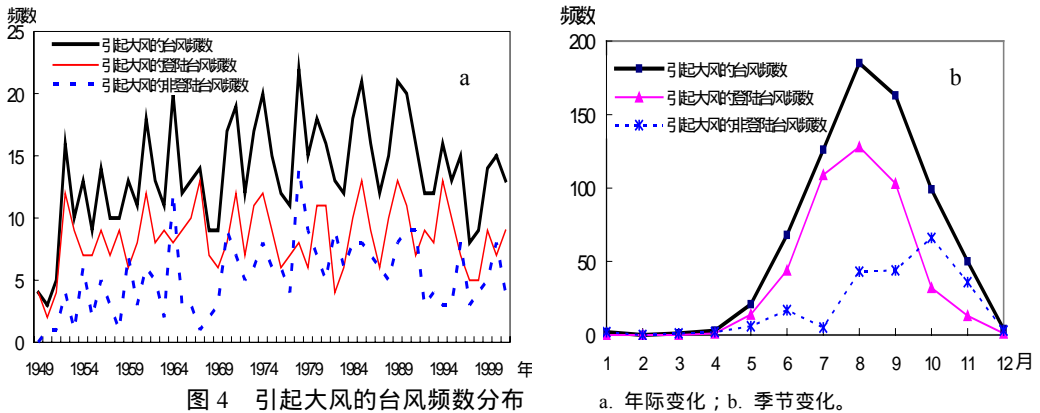 频数
25
20
15
10
5
0
引起大风的台风频数
引起大风的登陆台风频数
引起大风的非登陆台风频数
a
1949 1954 1959 1964 1969 1974 1979 1984 1989 1994 1999 年
频数
200
150
100
50
0
引起大风的台风频数
引起大风的登陆台风频数
引起大风的非登陆台风频数
b
1 2 3 4 5 6 7 8 9 10 11 12月
图 4 引起大风的台风频数分布 a. 年际变化；b. 季节变化。